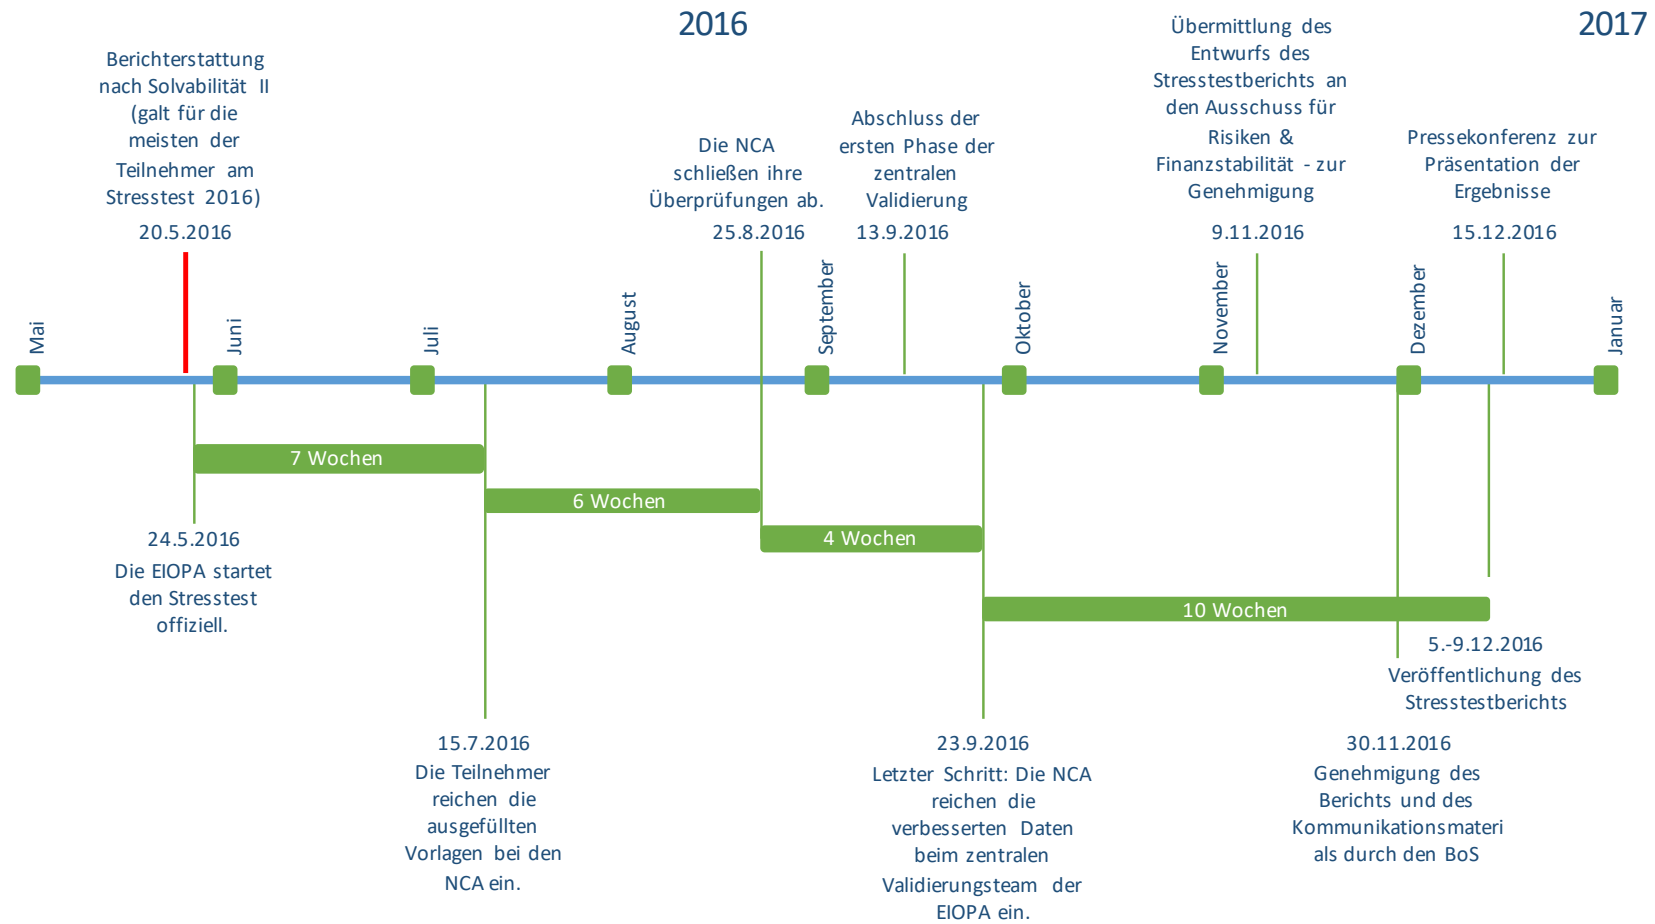 2016
2017
Berichterstattung
nach Solvabilität II
(galt für die
meisten der
Teilnehmer am
Stresstest 2016)
20.5.2016
Die NCA
schließen ihre
Überprüfungen ab.
25.8.2016
Abschluss der
ersten Phase der
zentralen
Validierung
13.9.2016
Übermittlung des
Entwurfs des
Stresstestberichts an
den Ausschuss für
Risiken &
Finanzstabilität - zur
Genehmigung
9.11.2016
Pressekonferenz zur
Präsentation der
Ergebnisse
15.12.2016
Mai
Juni
Juli
August
September
Oktober
November
Dezember
Januar
7 Wochen
6 Wochen
4 Wochen
10 Wochen
24.5.2016
Die EIOPA startet
den Stresstest
offiziell.
15.7.2016
Die Teilnehmer
reichen die
ausgefüllten
Vorlagen bei den
NCA ein.
23.9.2016
Letzter Schritt: Die NCA
reichen die
verbesserten Daten
beim zentralen
Validierungsteam der
EIOPA ein.
5.-9.12.2016
Veröffentlichung des
Stresstestberichts
30.11.2016
Genehmigung des
Berichts und des
Kommunikationsmateri
als durch den BoS